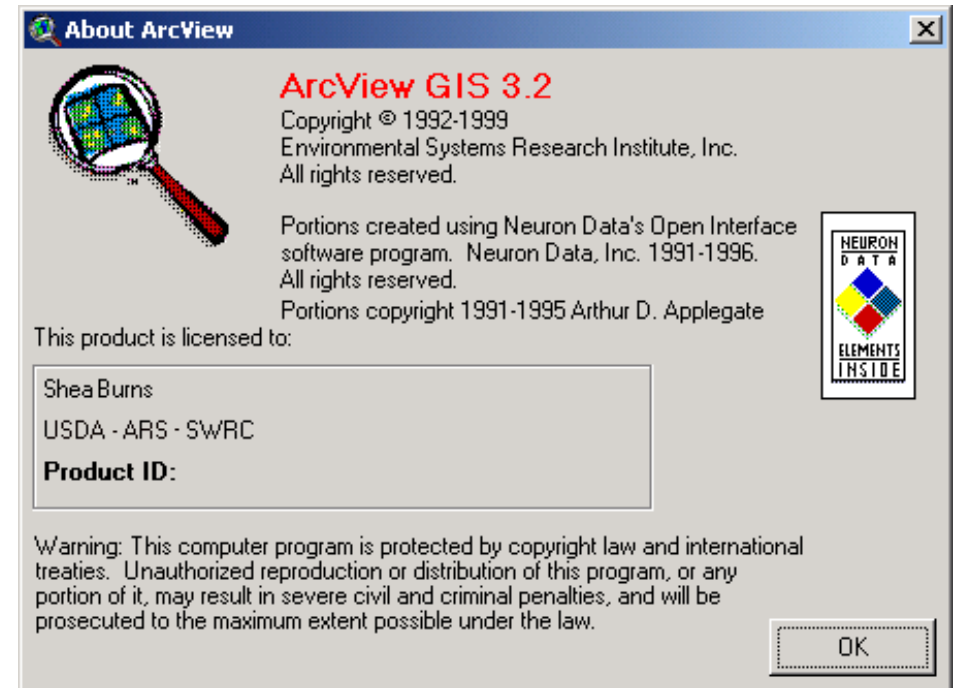 About ArcView
ArcView GIS 3.2
Copyright © 1992-1999
Environmental Systems Research Institute, Inc.
All rights reserved.
Portions created using Neuron Data's Open Interface
software program.  Neuron Data, Inc. 1991-1996.
All rights reserved.
Portions copyright 1991-1995 Arthur D. Applegate
NEURON
DATA
ELEMENTS
INSIDE
This product is licensed to:
Shea Burns
USDA - ARS - SWRC
Product ID:
Warning: This computer program is protected by copyright law and international
treaties.  Unauthorized reproduction or distribution of this program, or any
portion of it, may result in severe civil and criminal penalties, and will be
prosecuted to the maximum extent possible under the law.
OK